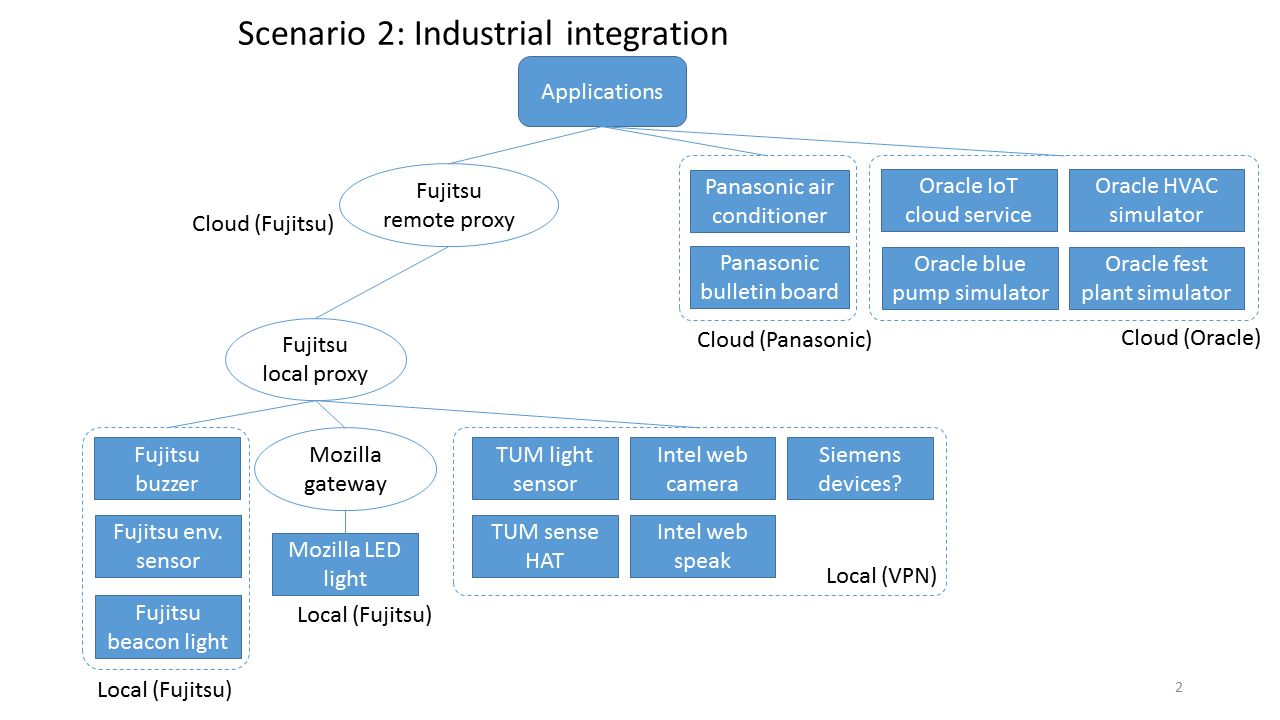 Scenario 2: Industrial integration
Applications
Fujitsu
remote proxy
Cloud (Fujitsu)
Panasonic air
conditioner
Panasonic
bulletin board
Cloud (Panasonic)
Oracle IoT
cloud service
Oracle HVAC
simulator
Oracle blue
pump simulator
Oracle fest
plant simulator
Cloud (Oracle)
Fujitsu
local proxy
Fujitsu
buzzer
Fujitsu env.
sensor
Fujitsu
beacon light
Local (Fujitsu)
Mozilla
gateway
Mozilla LED
light
Local (Fujitsu)
TUM light
sensor
Intel web
camera
Siemens
devices?
TUM sense
HAT
Intel web
speak
Local (VPN)
2